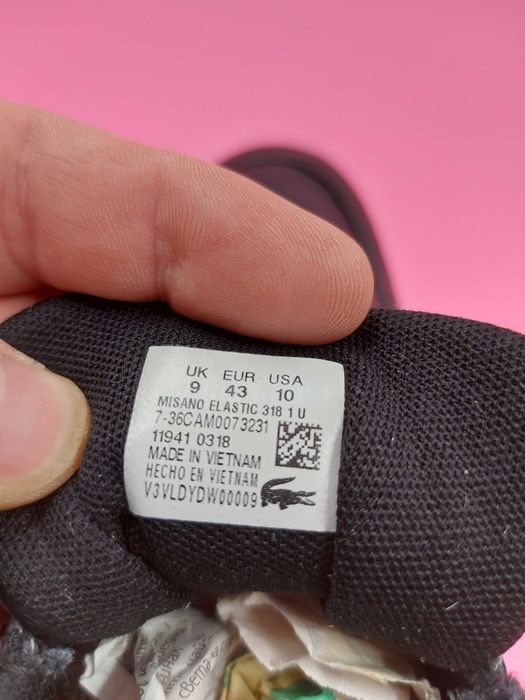 UK EUR USA
9 43 10
MISANO ELASTIC 318 1 U
7-36CAM0073231
11941 0318
MADE IN VIETNAM
HECHO EN VIETNAM
V3VLDYDW00009
света